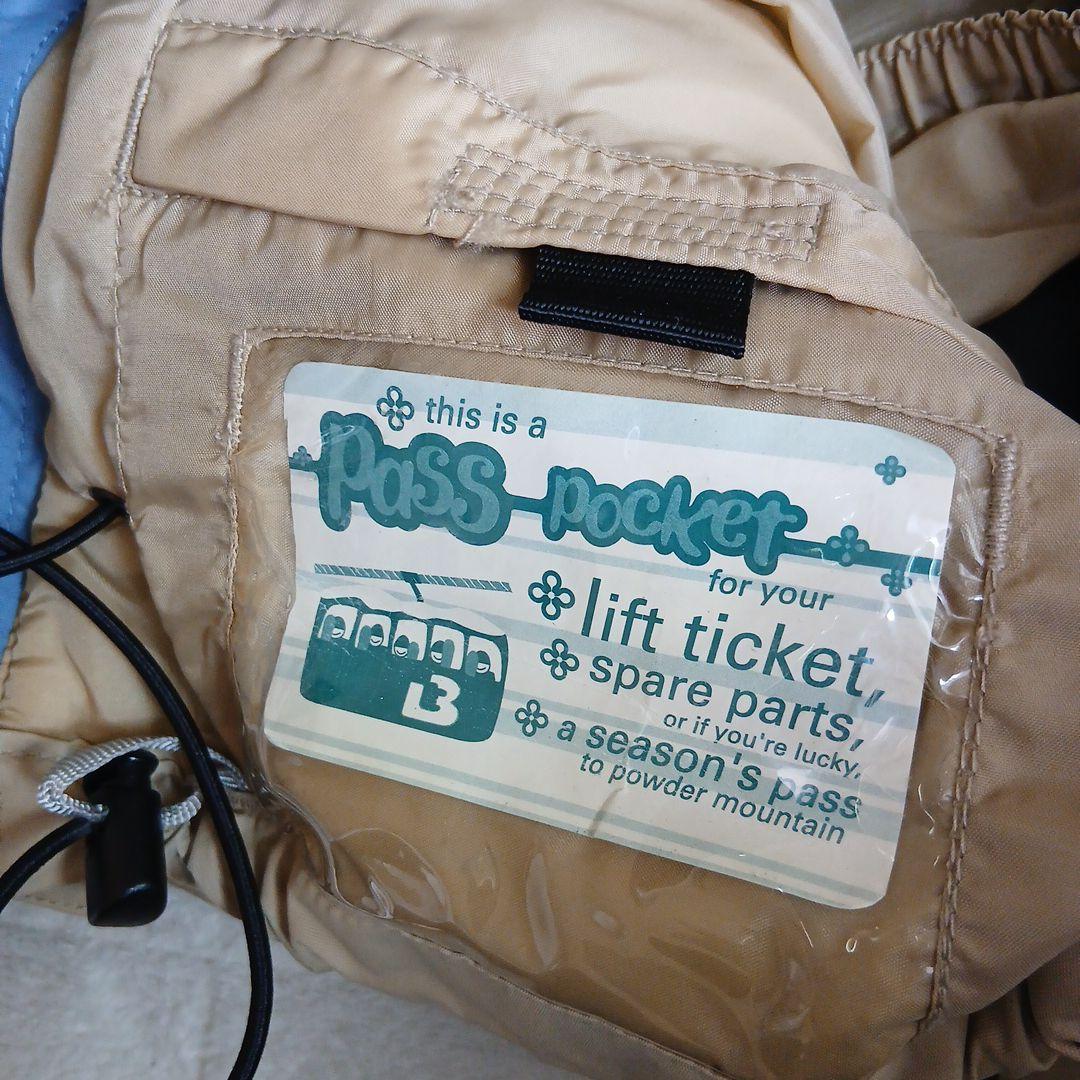 this is a
pass pocket
for your
lift ticket,
spare parts,
or if you're lucky,
a season's pass
to powder mountain